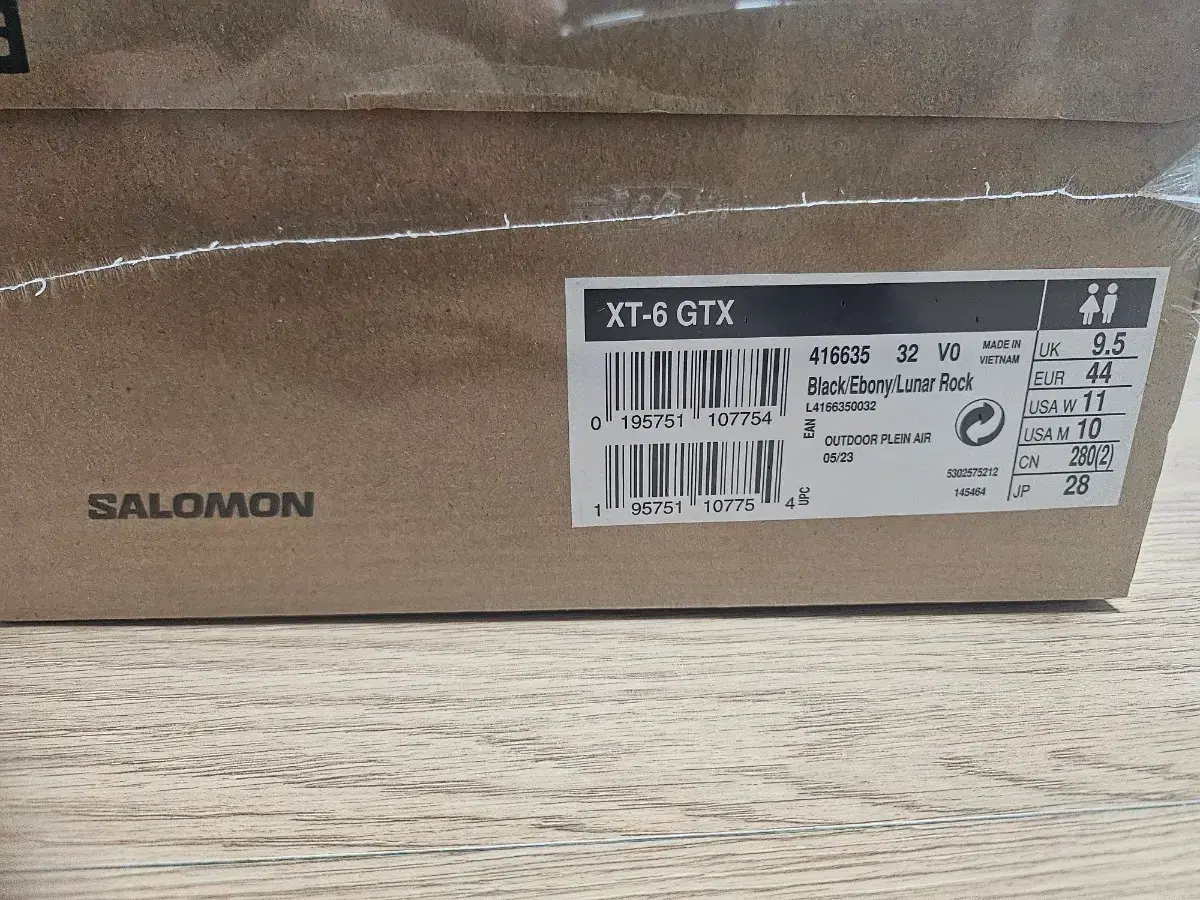 XT-6 GTX
416635 32 V0 MADE IN VIETNAM
Black/Ebony/Lunar Rock
L4166350032
0 195751 107754
EAN
OUTDOOR PLEIN AIR
05/23
1 95751 10775 4
UPC
5302575212
145464
UK 9.5
EUR 44
USA W 11
USA M 10
CN 280(2)
JP 28
SALOMON